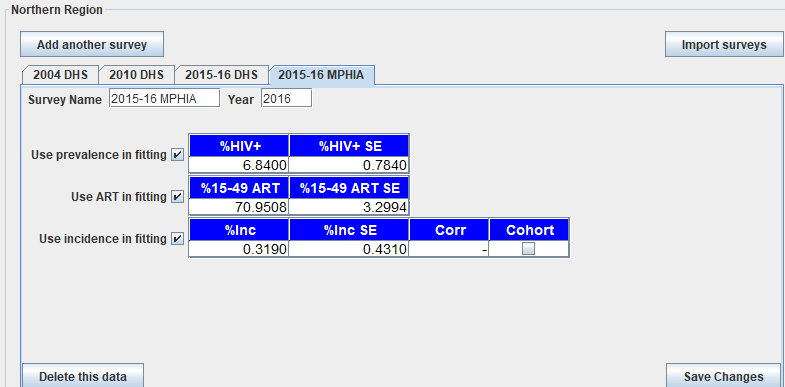 Northern Region
Add another survey Import surveys
2004 DHS 2010 DHS 2015-16 DHS 2015-16 MPHIA
Survey Name 2015-16 MPHIA Year 2016
%HIV+ %HIV+ SE
Use prevalence in fitting 6.8400 0.7840
%15-49 ART %15-49 ART SE
Use ART in fitting 70.9508 3.2994
%Inc %Inc SE Corr Cohort
Use incidence in fitting 0.3190 0.4310 -
Delete this data Save Changes